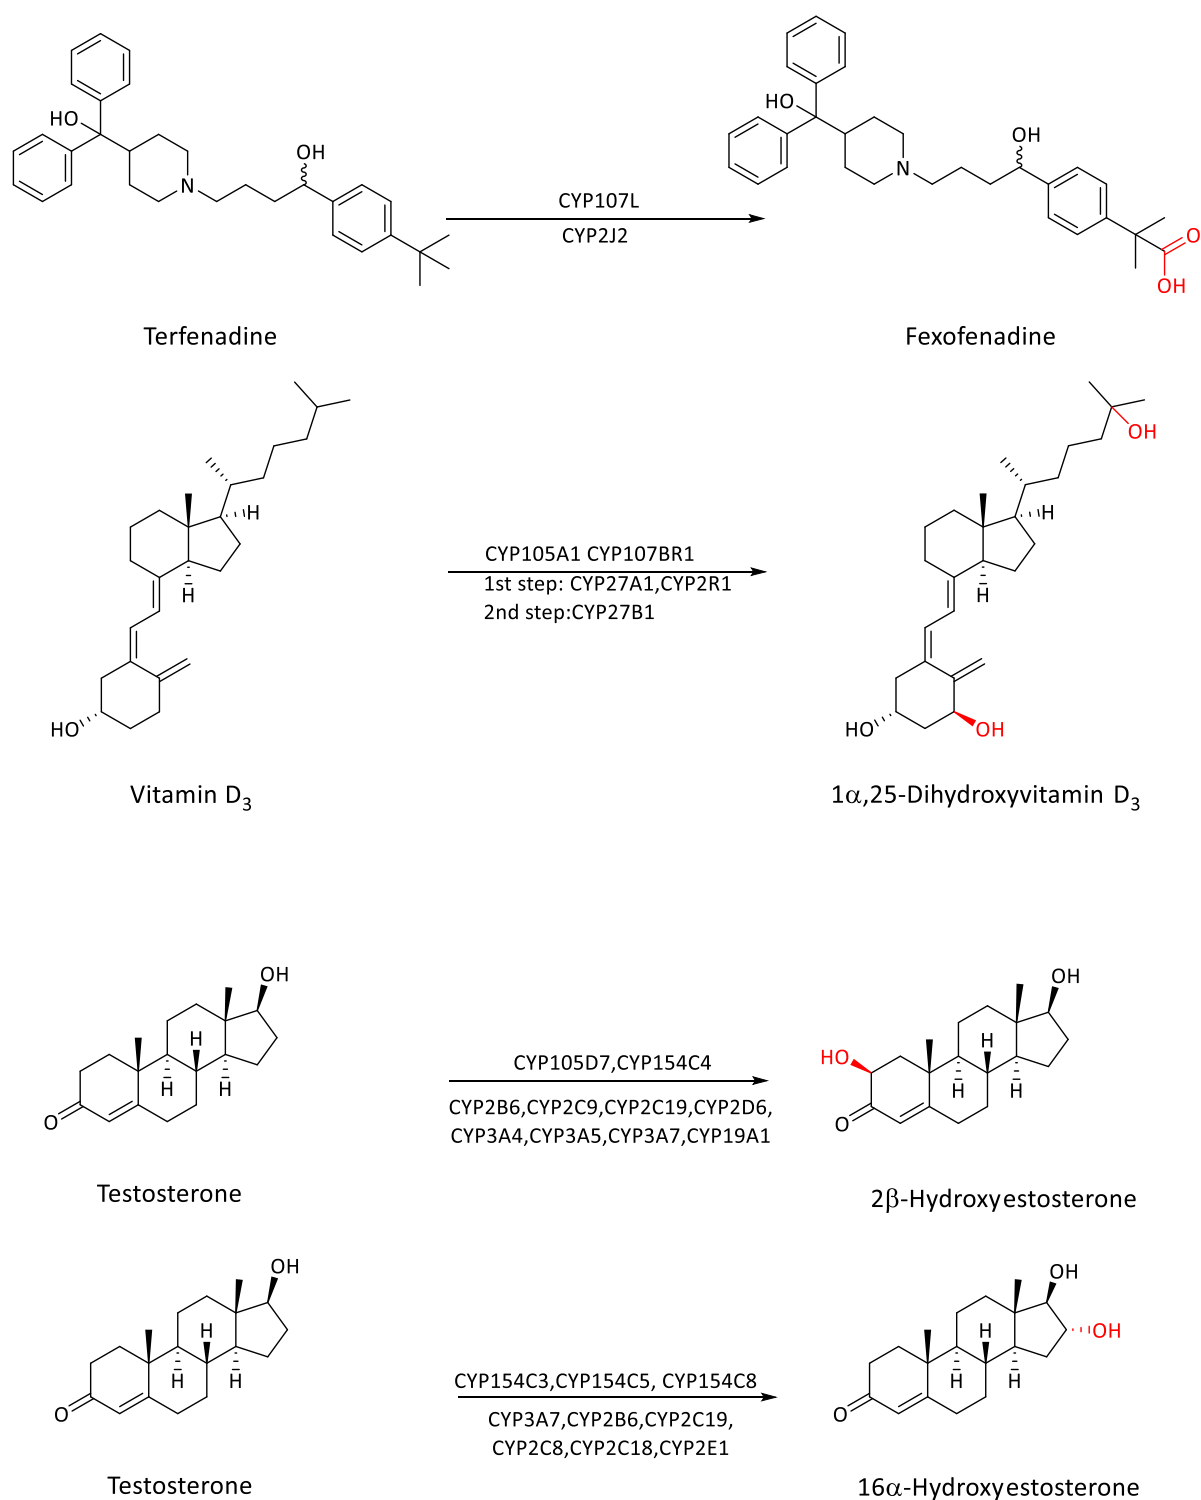 HO
OH
N
CYP107L
CYP2J2
Terfenadine
HO
OH
N
O
OH
Fexofenadine
H
H
HO
CYP105A1 CYP107BR1
1st step: CYP27A1,CYP2R1
2nd step:CYP27B1
Vitamin D3
OH
H
H
HO
OH
1α,25-Dihydroxyvitamin D3
OH
H
H
H
O
CYP105D7,CYP154C4
CYP2B6,CYP2C9,CYP2C19,CYP2D6,
CYP3A4,CYP3A5,CYP3A7,CYP19A1
Testosterone
OH
HO
H
H
H
O
2β-Hydroxyestosterone
OH
H
H
H
O
CYP154C3,CYP154C5, CYP154C8
CYP3A7,CYP2B6,CYP2C19,
CYP2C8,CYP2C18,CYP2E1
Testosterone
OH
OH
H
H
H
O
16α-Hydroxyestosterone